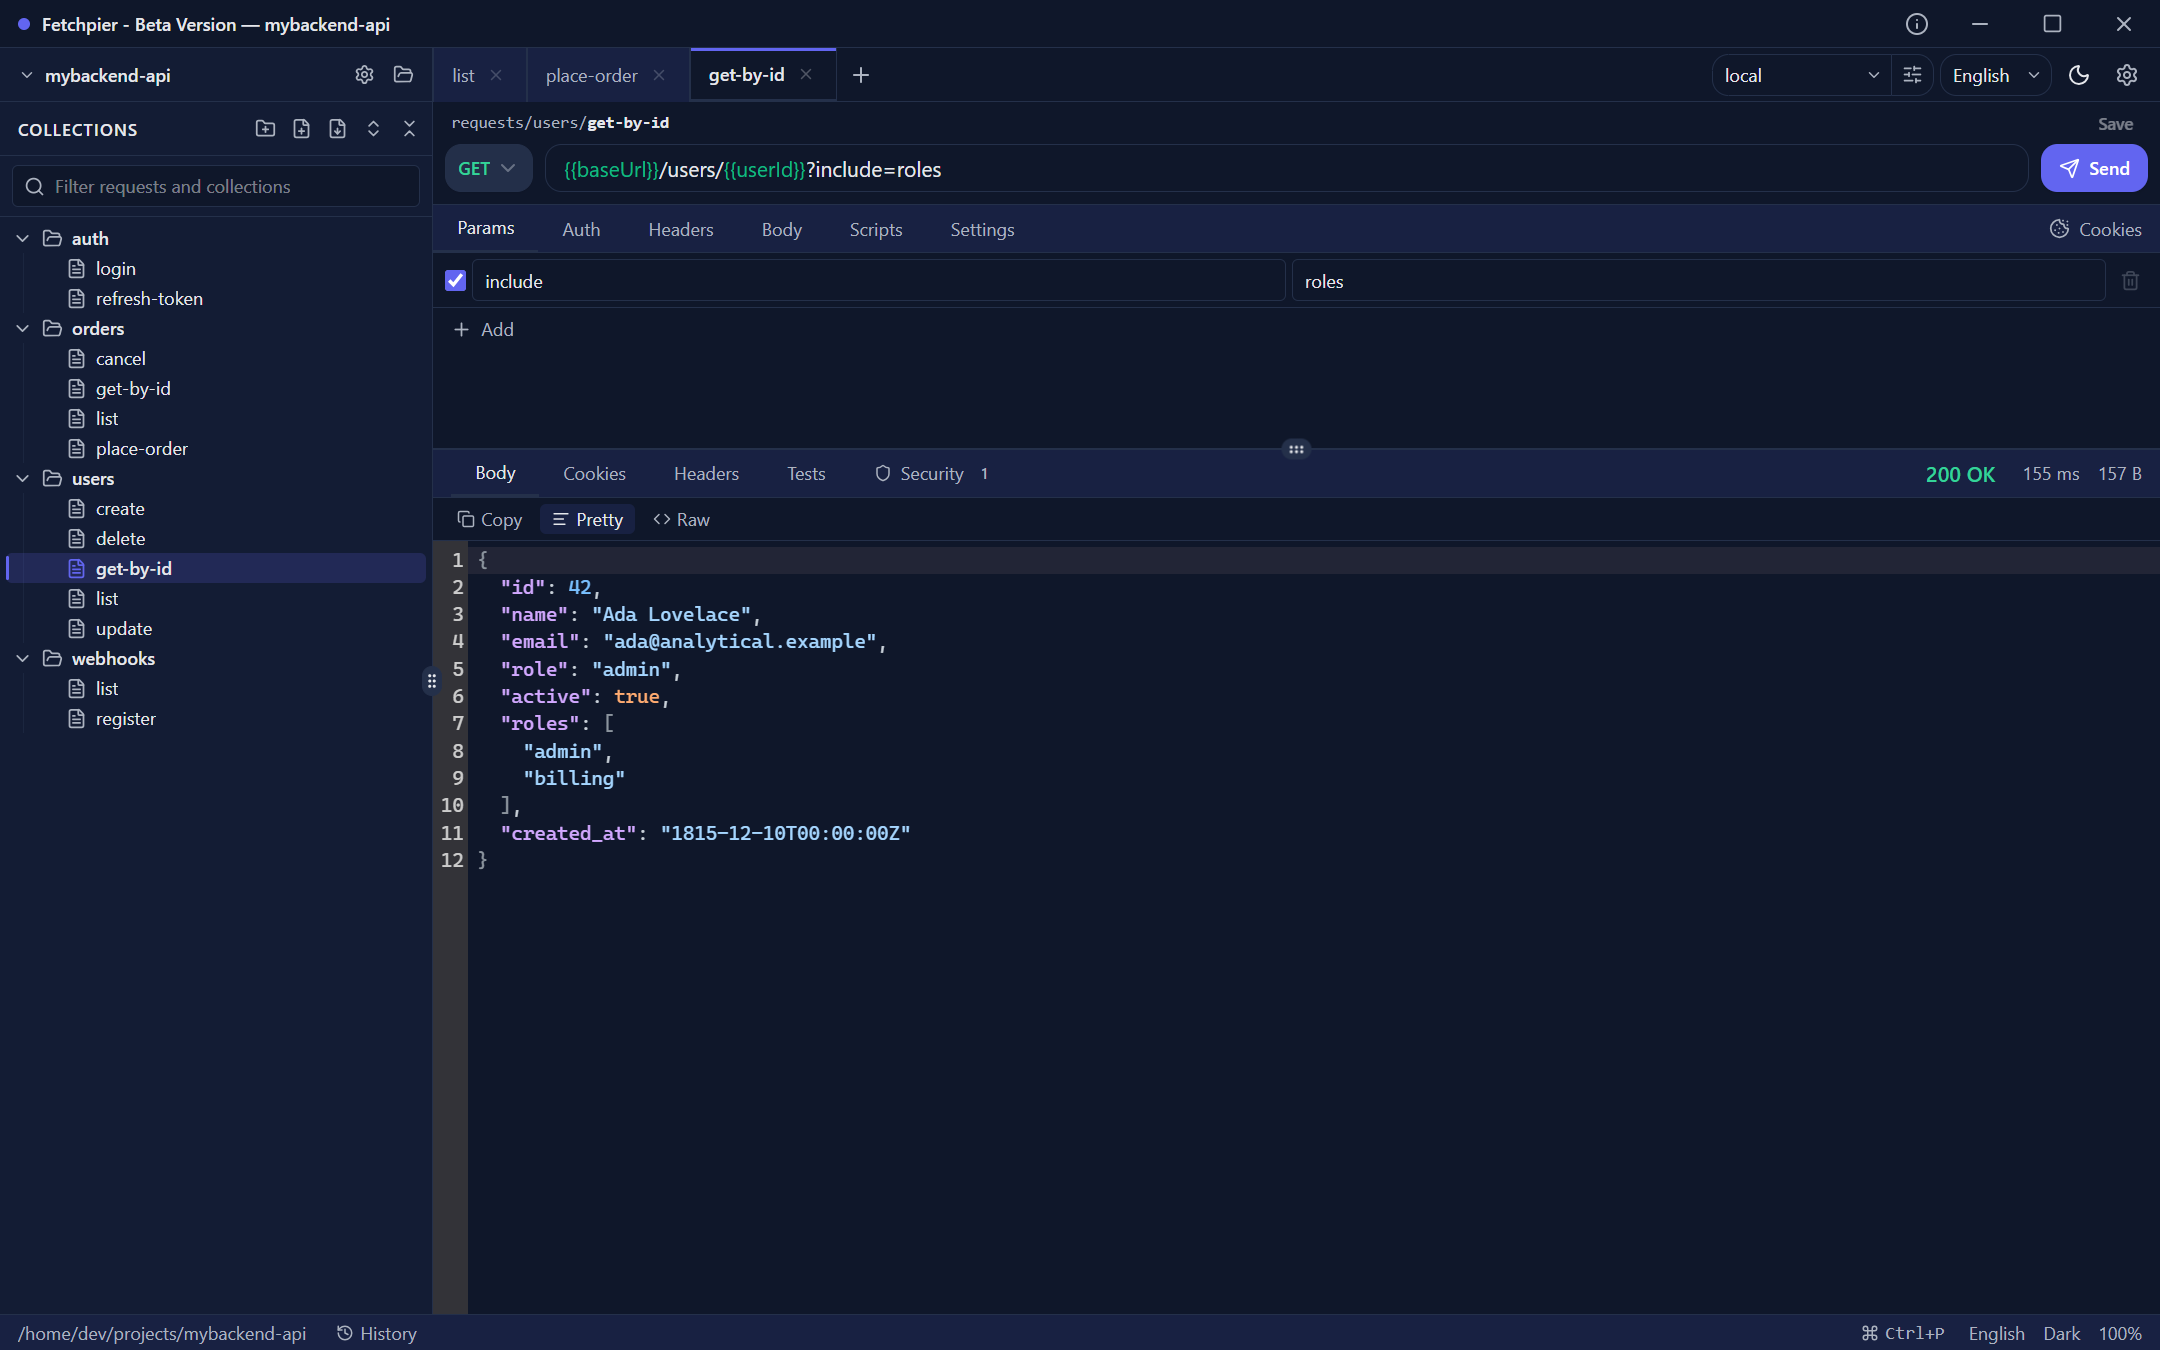 Fetchpier - Beta Version — mybackend-api
mybackend-api
list
place-order
get-by-id
local
English
COLLECTIONS
Filter requests and collections
auth
login
refresh-token
orders
cancel
get-by-id
list
place-order
users
create
delete
get-by-id
list
update
webhooks
list
register
requests/users/get-by-id
Save
GET
{{baseUrl}}/users/{{userId}}?include=roles
Send
Params
Auth
Headers
Body
Scripts
Settings
Cookies
include
roles
Add
Body
Cookies
Headers
Tests
Security 1
200 OK
155 ms
157 B
Copy
Pretty
Raw
1 {
2 "id": 42,
3 "name": "Ada Lovelace",
4 "email": "ada@analytical.example",
5 "role": "admin",
6 "active": true,
7 "roles": [
8 "admin",
9 "billing"
10 ],
11 "created_at": "1815-12-10T00:00:00Z"
12 }
/home/dev/projects/mybackend-api
History
⌘ Ctrl+P
English
Dark
100%